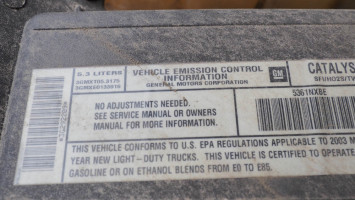 5.3 LITERS
VEHICLE EMISSION CONTROL
INFORMATION
GENERAL MOTORS CORPORATION
GM
CATALYS
NO ADJUSTMENTS NEEDED.
SEE SERVICE MANUAL OR OWNERS
MANUAL FOR MORE INFORMATION
5361NXBE
THIS VEHICLE CONFORMS TO U.S. EPA REGULATIONS APPLICABLE TO 2003 M
YEAR NEW LIGHT-DUTY TRUCKS. THIS VEHICLE IS CERTIFIED TO OPERATE
GASOLINE OR ON ETHANOL BLENDS FROM E0 TO E85.